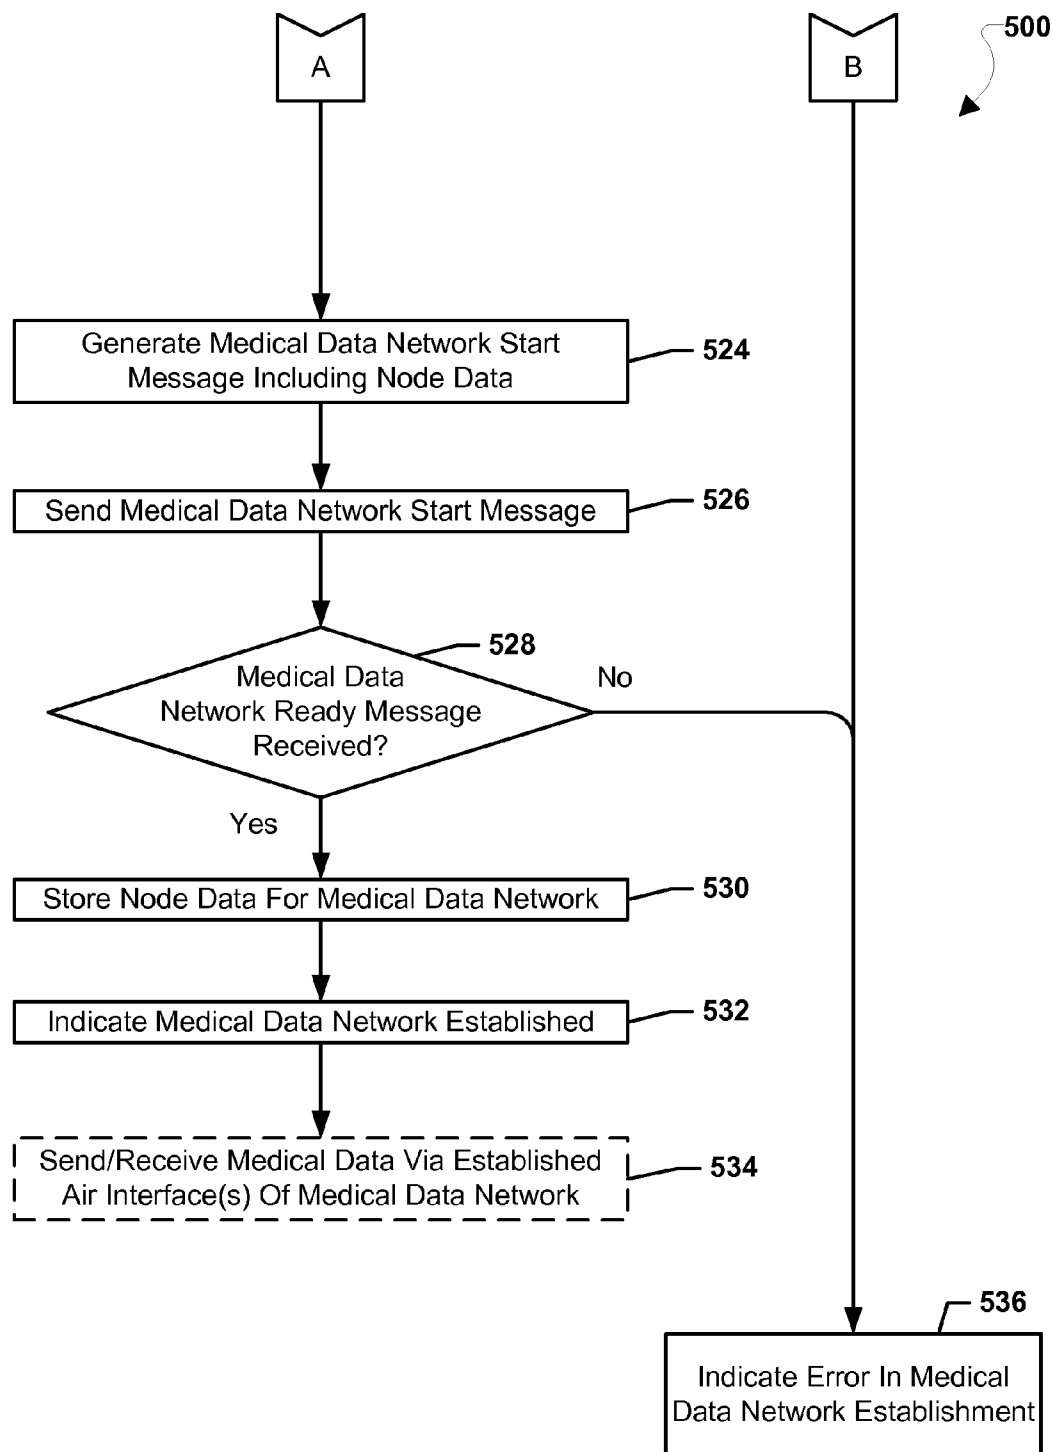 A
B
500
Generate Medical Data Network Start
Message Including Node Data
524
Send Medical Data Network Start Message
526
528
Medical Data
Network Ready Message
Received?
No
Yes
Store Node Data For Medical Data Network
530
Indicate Medical Data Network Established
532
Send/Receive Medical Data Via Established
Air Interface(s) Of Medical Data Network
534
536
Indicate Error In Medical
Data Network Establishment